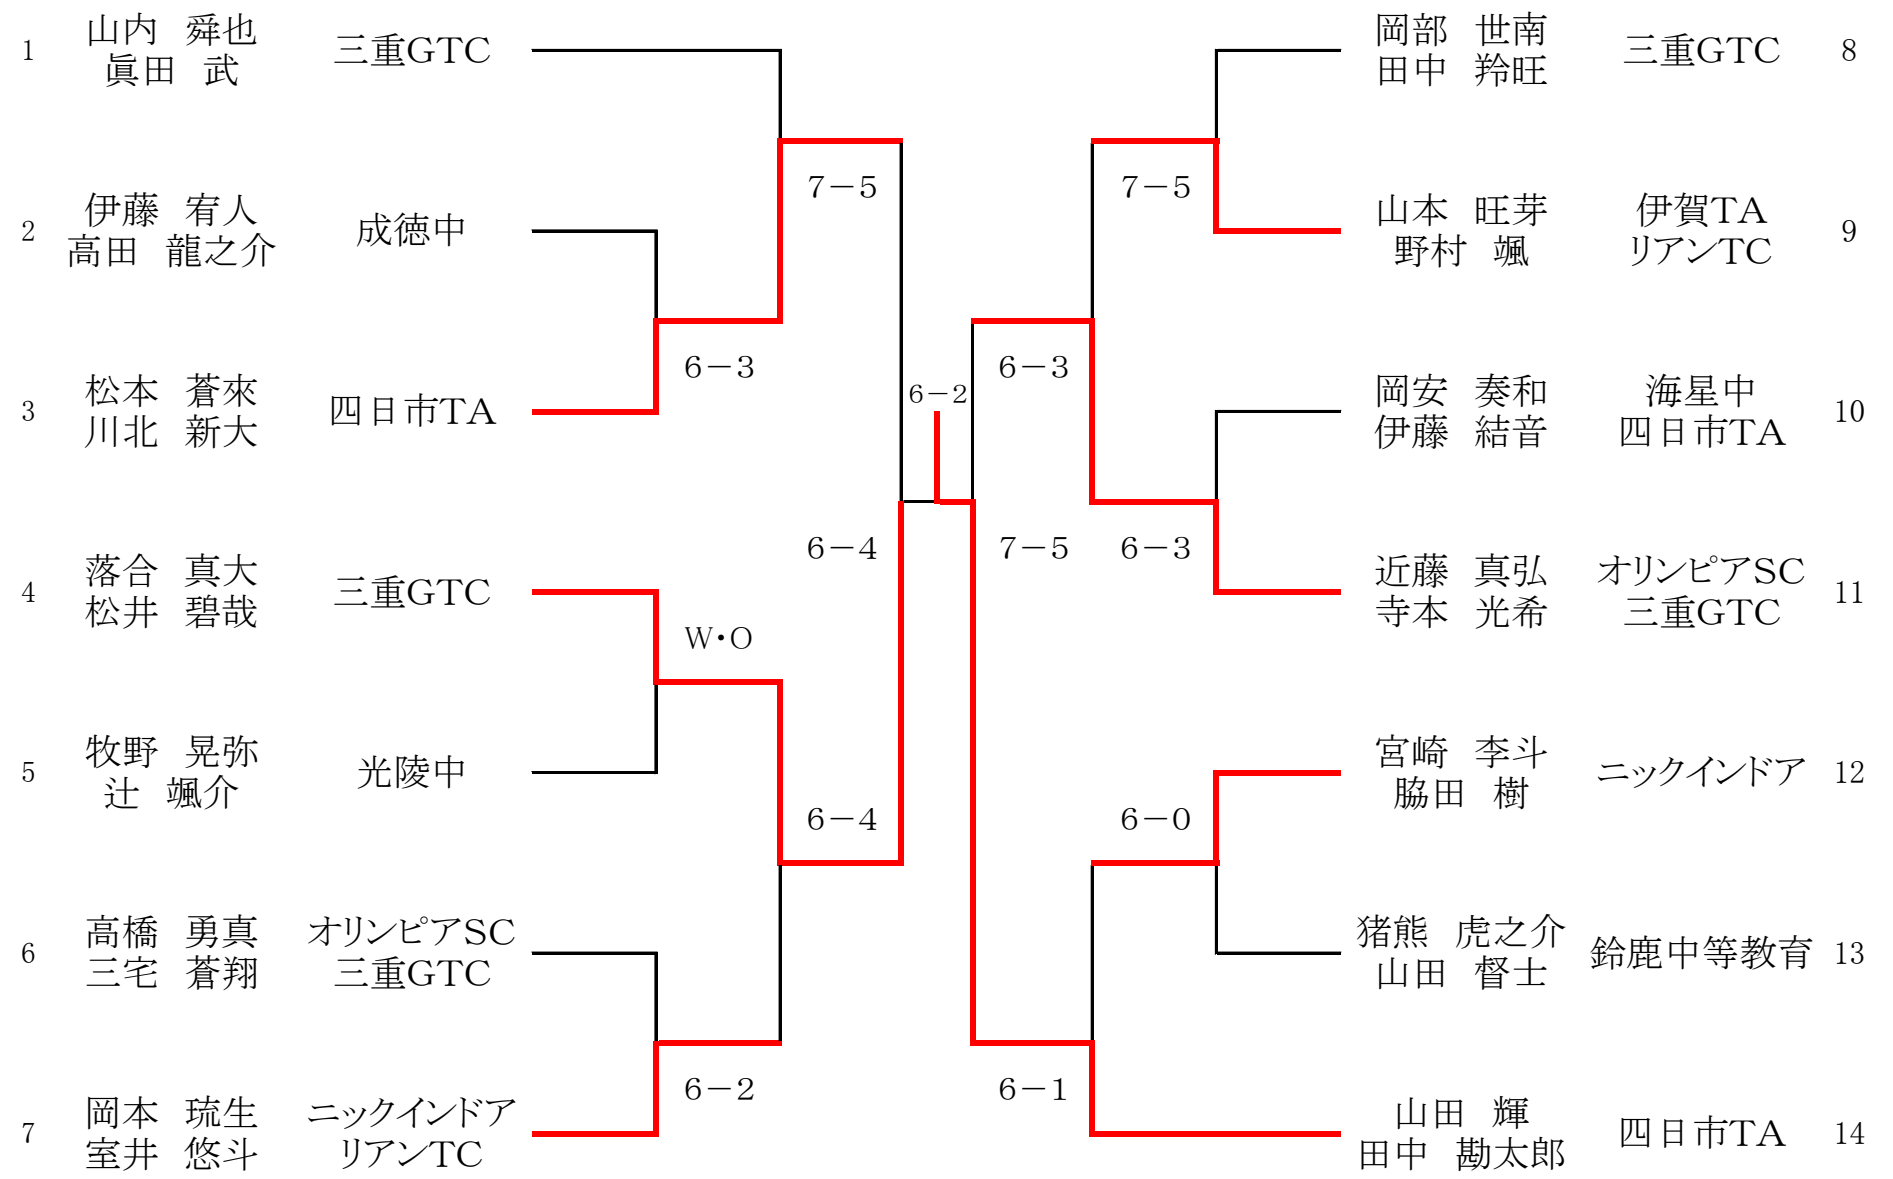 1 山内 舜也 三重GTC
眞田 武
2 伊藤 宥人 成徳中
高田 龍之介
3 松本 蒼來 四日市TA
川北 新大
4 落合 真大 三重GTC
松井 碧哉
5 牧野 晃弥 光陵中
辻 颯介
6 高橋 勇真 オリンピアSC
三宅 蒼翔 三重GTC
7 岡本 琉生 ニックインドア
室井 悠斗 リアンTC
7－5
6－3
6－4
W・O
6－4
6－2
6－2
7－5
6－3
7－5
6－3
6－0
6－1
岡部 世南 三重GTC 8
田中 羚旺
山本 旺芽 伊賀TA 9
野村 颯 リアンTC
岡安 奏和 海星中 10
伊藤 結音 四日市TA
近藤 真弘 オリンピアSC 11
寺本 光希 三重GTC
宮崎 李斗 ニックインドア 12
脇田 樹
猪熊 虎之介 鈴鹿中等教育 13
山田 督士
山田 輝 四日市TA 14
田中 勘太郎